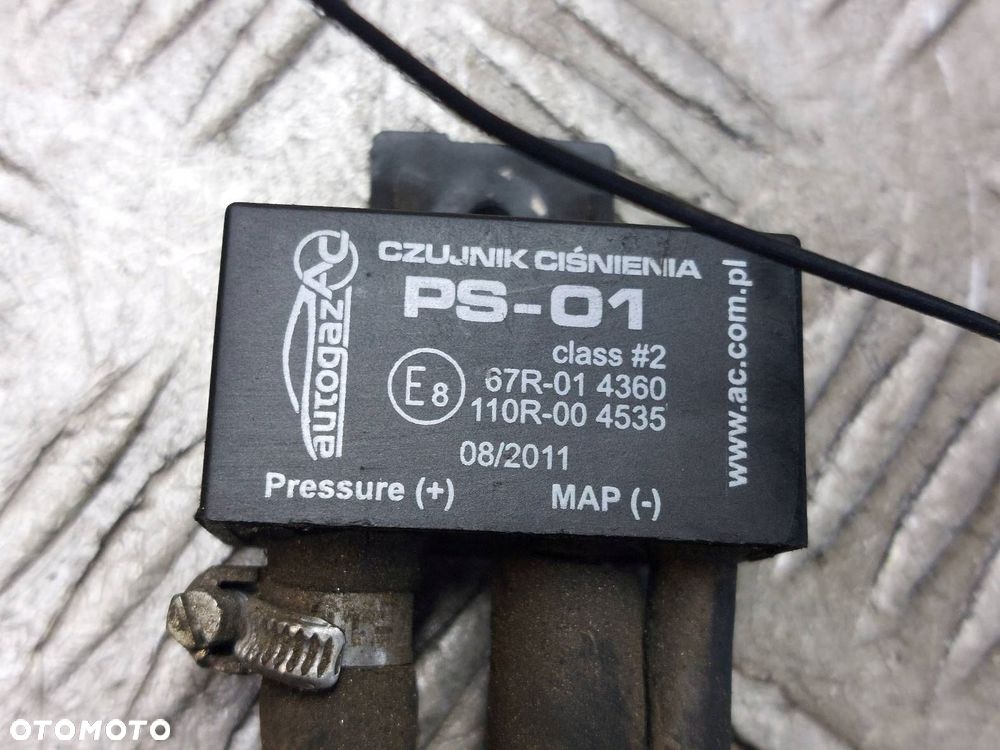 autogaz AC
CZUJNIK CIŚNIENIA
PS-01
class #2
E8
67R-01 4360
110R-00 4535
08/2011
Pressure (+)
MAP (-)
www.ac.com.pl
OTOMOTO